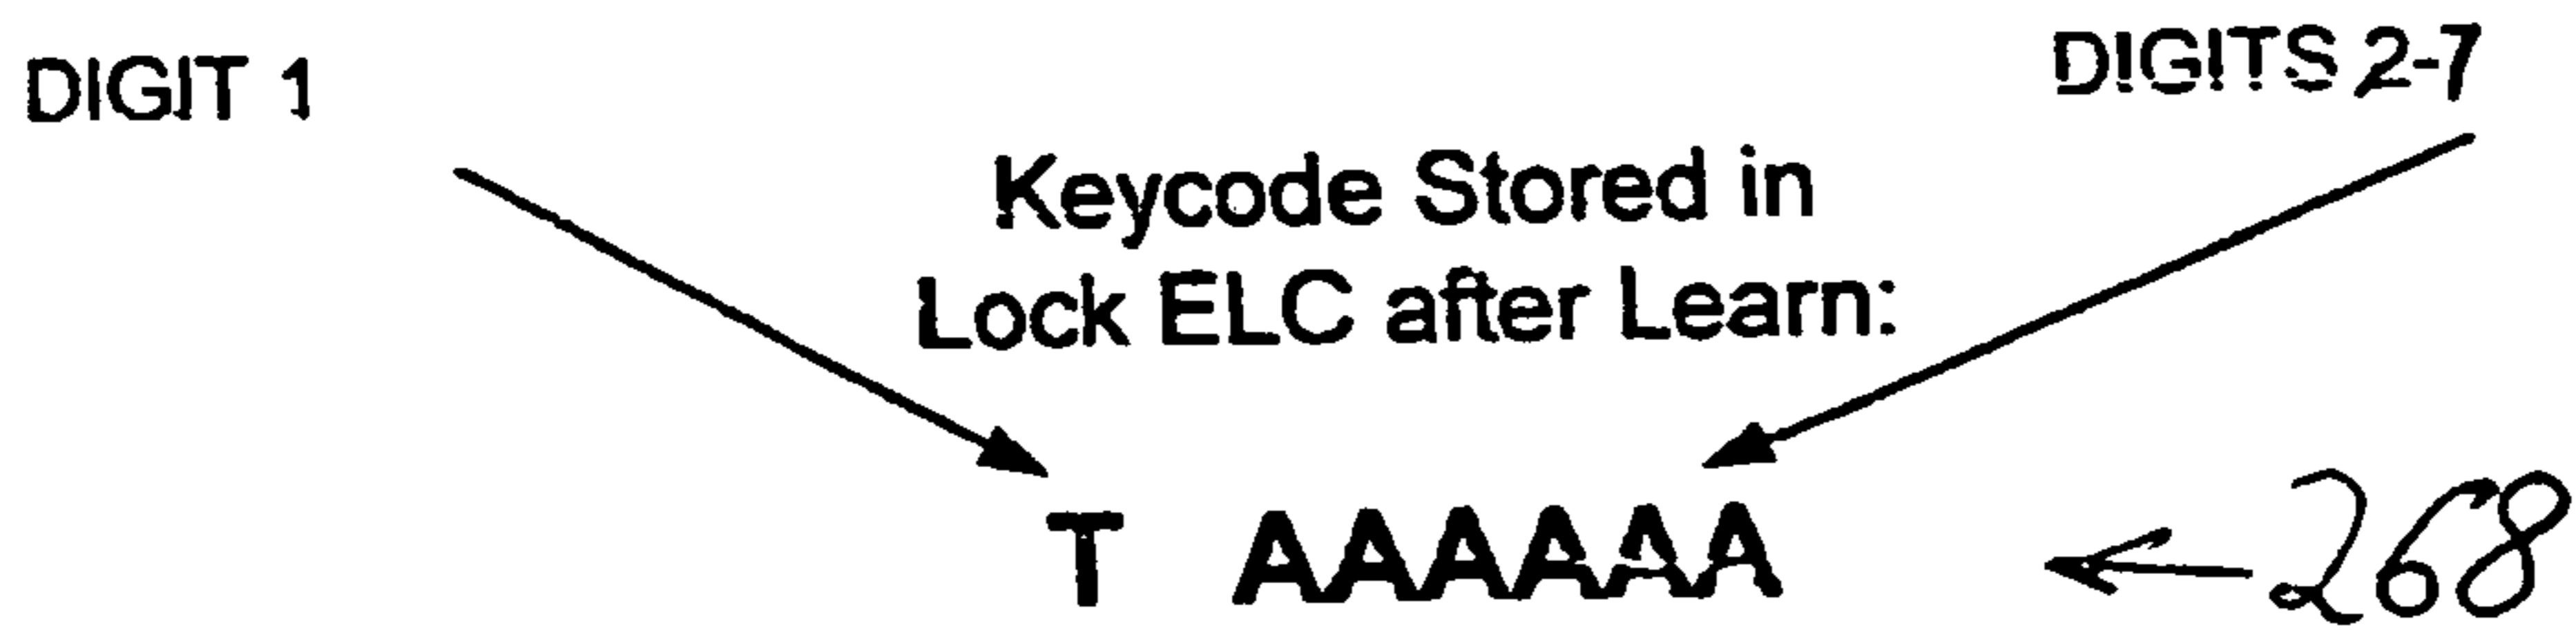 DIGIT 1
DIGITS 2-7
Keycode Stored in
Lock ELC after Learn:
T AAAAAA
268